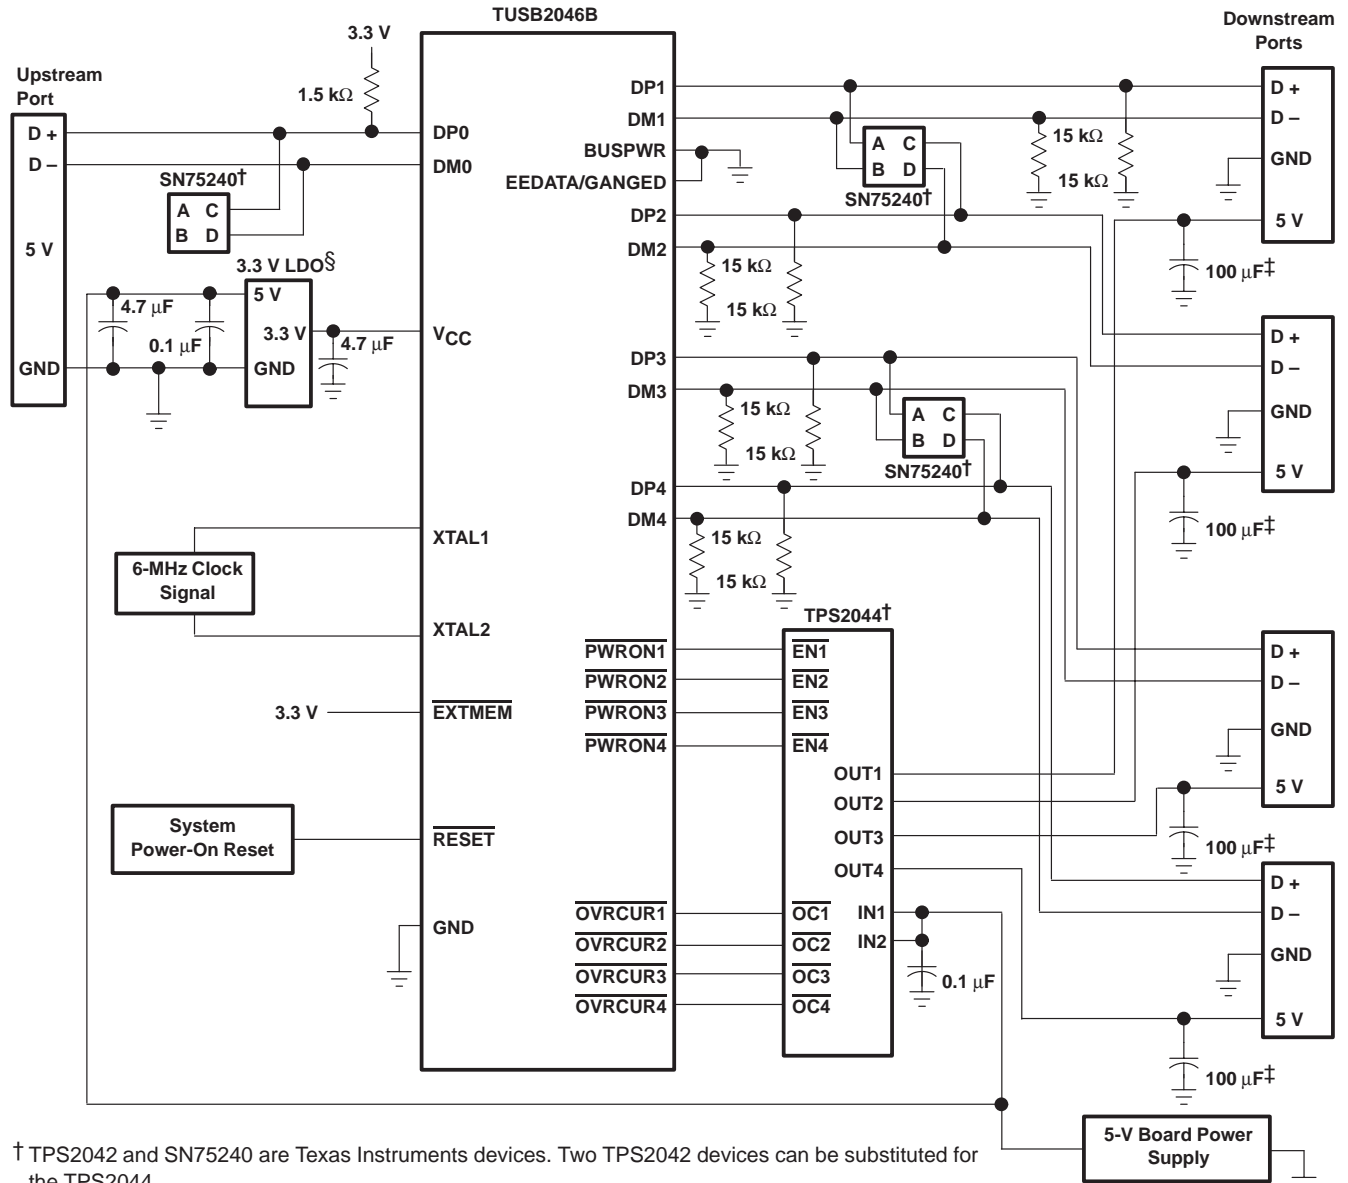 TUSB2046B
Downstream
Ports
3.3 V
Upstream
Port
1.5 kΩ
D +
D –
5 V
GND
DP0
DM0
SN75240†
A C
B D
3.3 V LDO§
5 V
3.3 V
GND
4.7 μF
0.1 μF
4.7 μF
VCC
XTAL1
6-MHz Clock
Signal
XTAL2
3.3 V
EXTMEM
System
Power-On Reset
RESET
GND
DP1
DM1
BUSPWR
EEDATA/GANGED
DP2
DM2
DP3
DM3
DP4
DM4
PWRON1
PWRON2
PWRON3
PWRON4
OVRCUR1
OVRCUR2
OVRCUR3
OVRCUR4
A C
B D
SN75240†
15 kΩ
15 kΩ
15 kΩ
15 kΩ
15 kΩ
15 kΩ
A C
B D
SN75240†
15 kΩ
15 kΩ
TPS2044†
EN1
EN2
EN3
EN4
OUT1
OUT2
OUT3
OUT4
OC1
OC2
OC3
OC4
IN1
IN2
0.1 μF
D +
D –
GND
5 V
100 μF‡
D +
D –
GND
5 V
100 μF‡
D +
D –
GND
5 V
100 μF‡
D +
D –
GND
5 V
100 μF‡
5-V Board Power
Supply
† TPS2042 and SN75240 are Texas Instruments devices. Two TPS2042 devices can be substituted for
the TPS2044